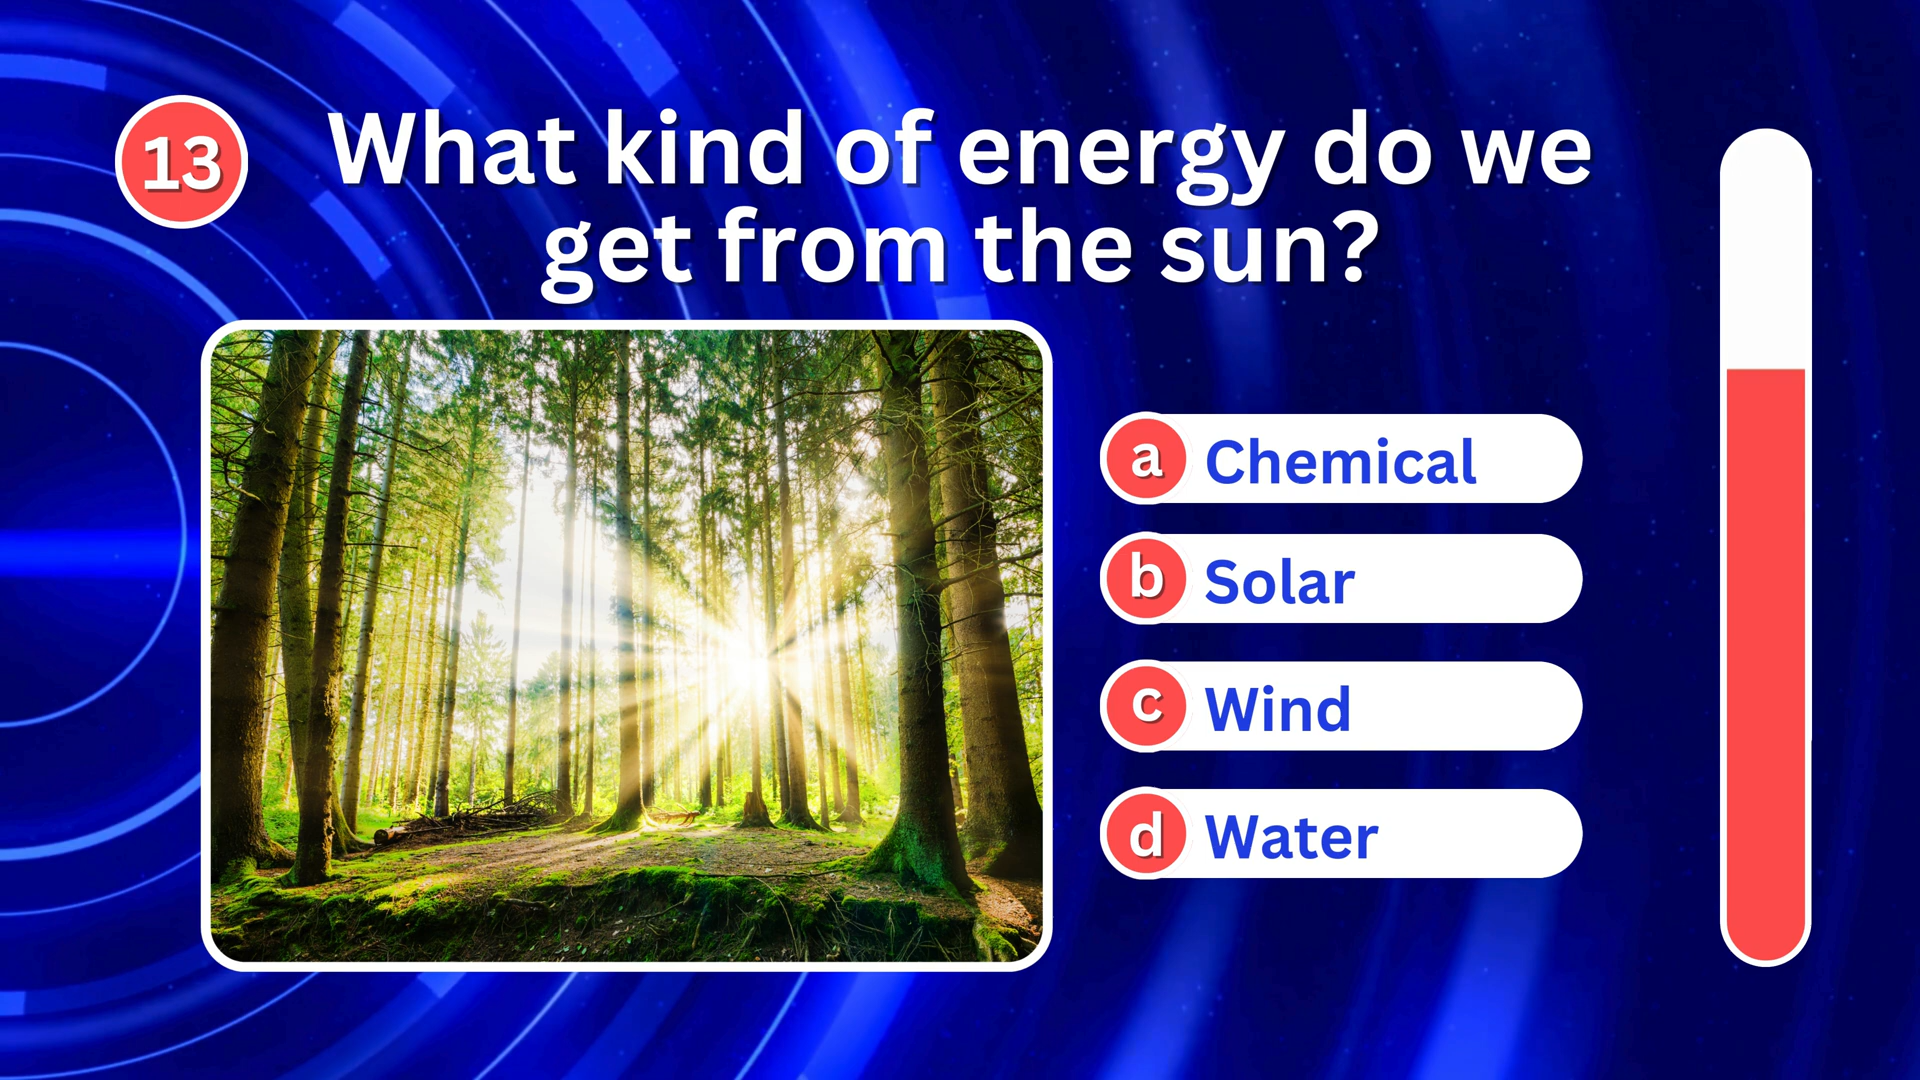 13
What kind of energy do we
get from the sun?
a Chemical
b Solar
c Wind
d Water